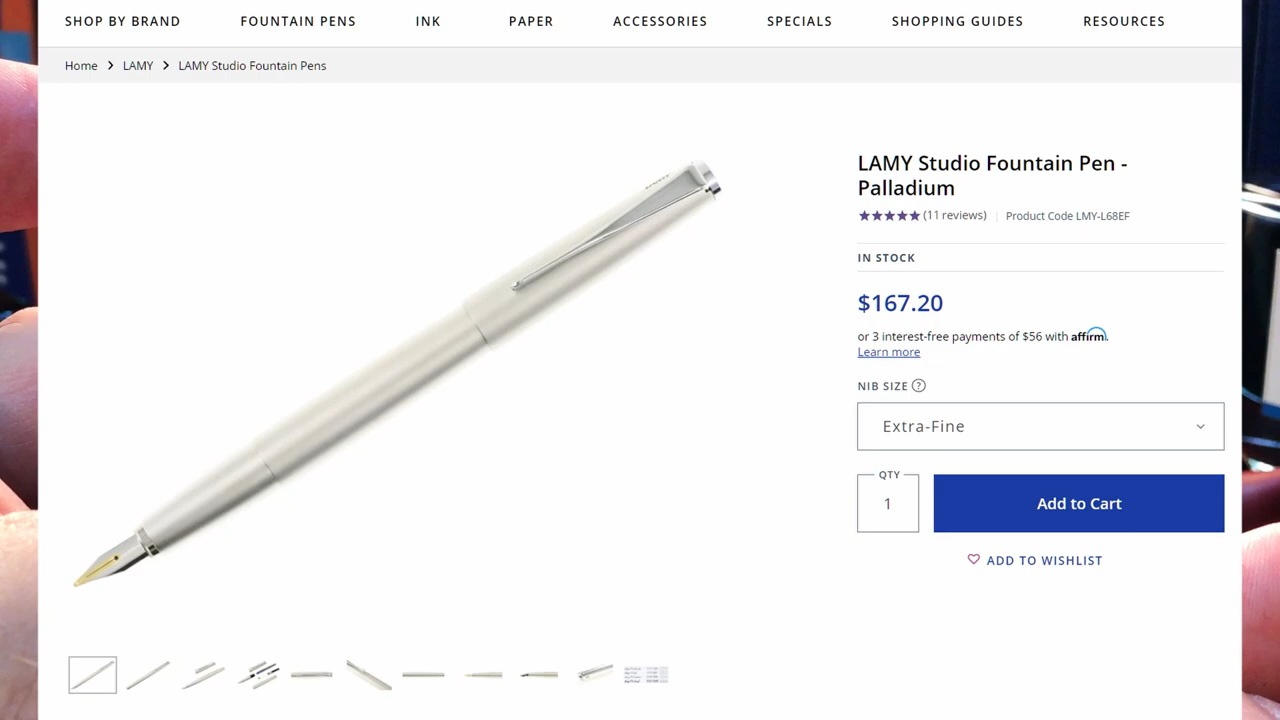 SHOP BY BRAND FOUNTAIN PENS INK PAPER ACCESSORIES SPECIALS SHOPPING GUIDES RESOURCES
Home > LAMY > LAMY Studio Fountain Pens
LAMY Studio Fountain Pen -
Palladium
★★★★★ (11 reviews) | Product Code LMY-L68EF
IN STOCK
$167.20
or 3 interest-free payments of $56 with affirm.
Learn more
NIB SIZE ?
Extra-Fine
QTY
1
Add to Cart
ADD TO WISHLIST